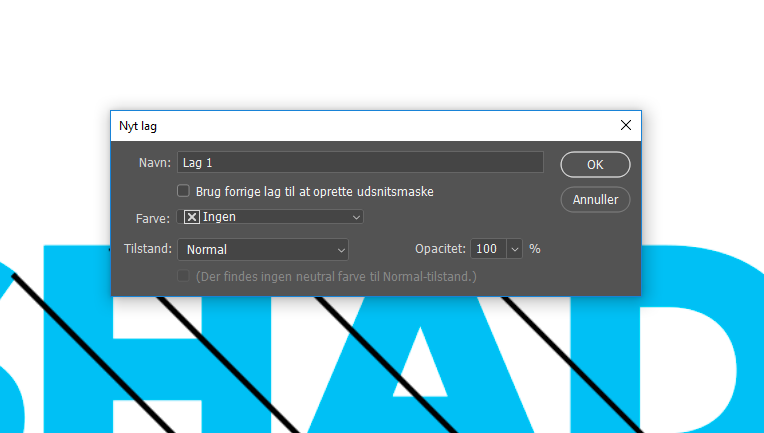 Nyt lag
Navn: Lag 1
OK
Brug forrige lag til at oprette udsnitsmaske
Annuller
Farve: Ingen
Tilstand: Normal Opacitet: 100 %
(Der findes ingen neutral farve til Normal-tilstand.)
SHAD